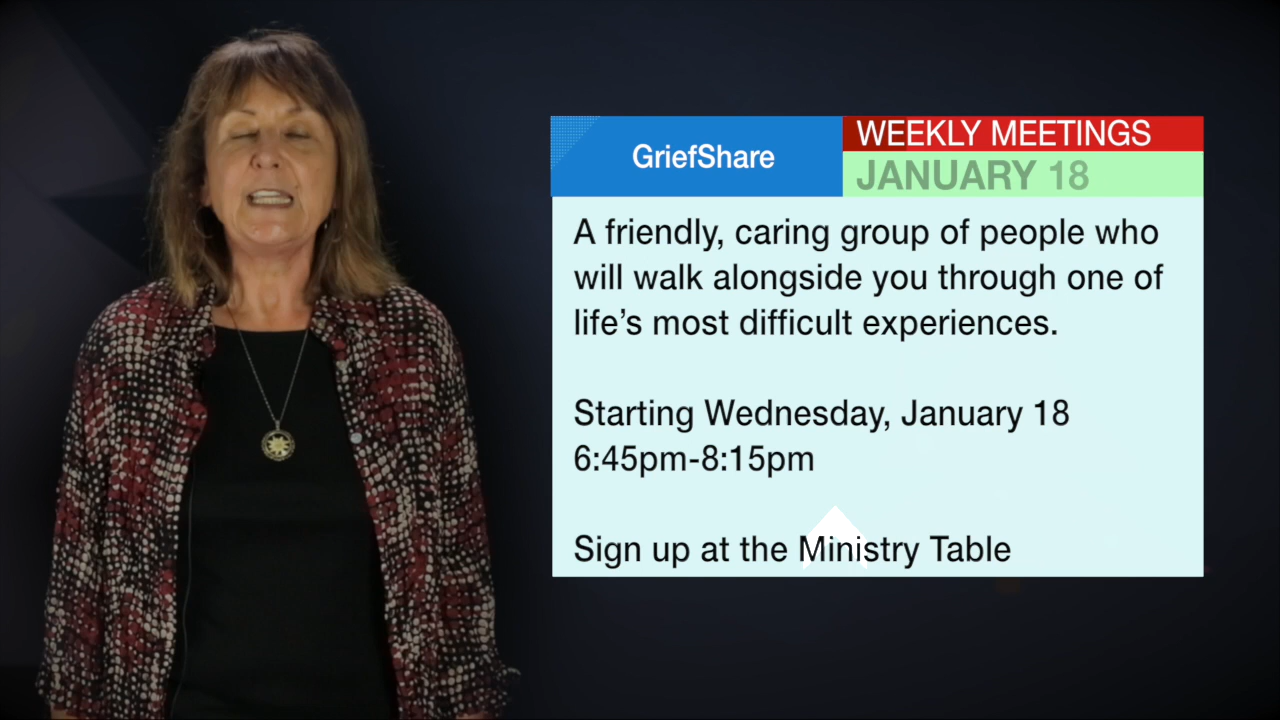 GriefShare
WEEKLY MEETINGS
JANUARY 18
A friendly, caring group of people who
will walk alongside you through one of
life’s most difficult experiences.
Starting Wednesday, January 18
6:45pm-8:15pm
Sign up at the Ministry Table